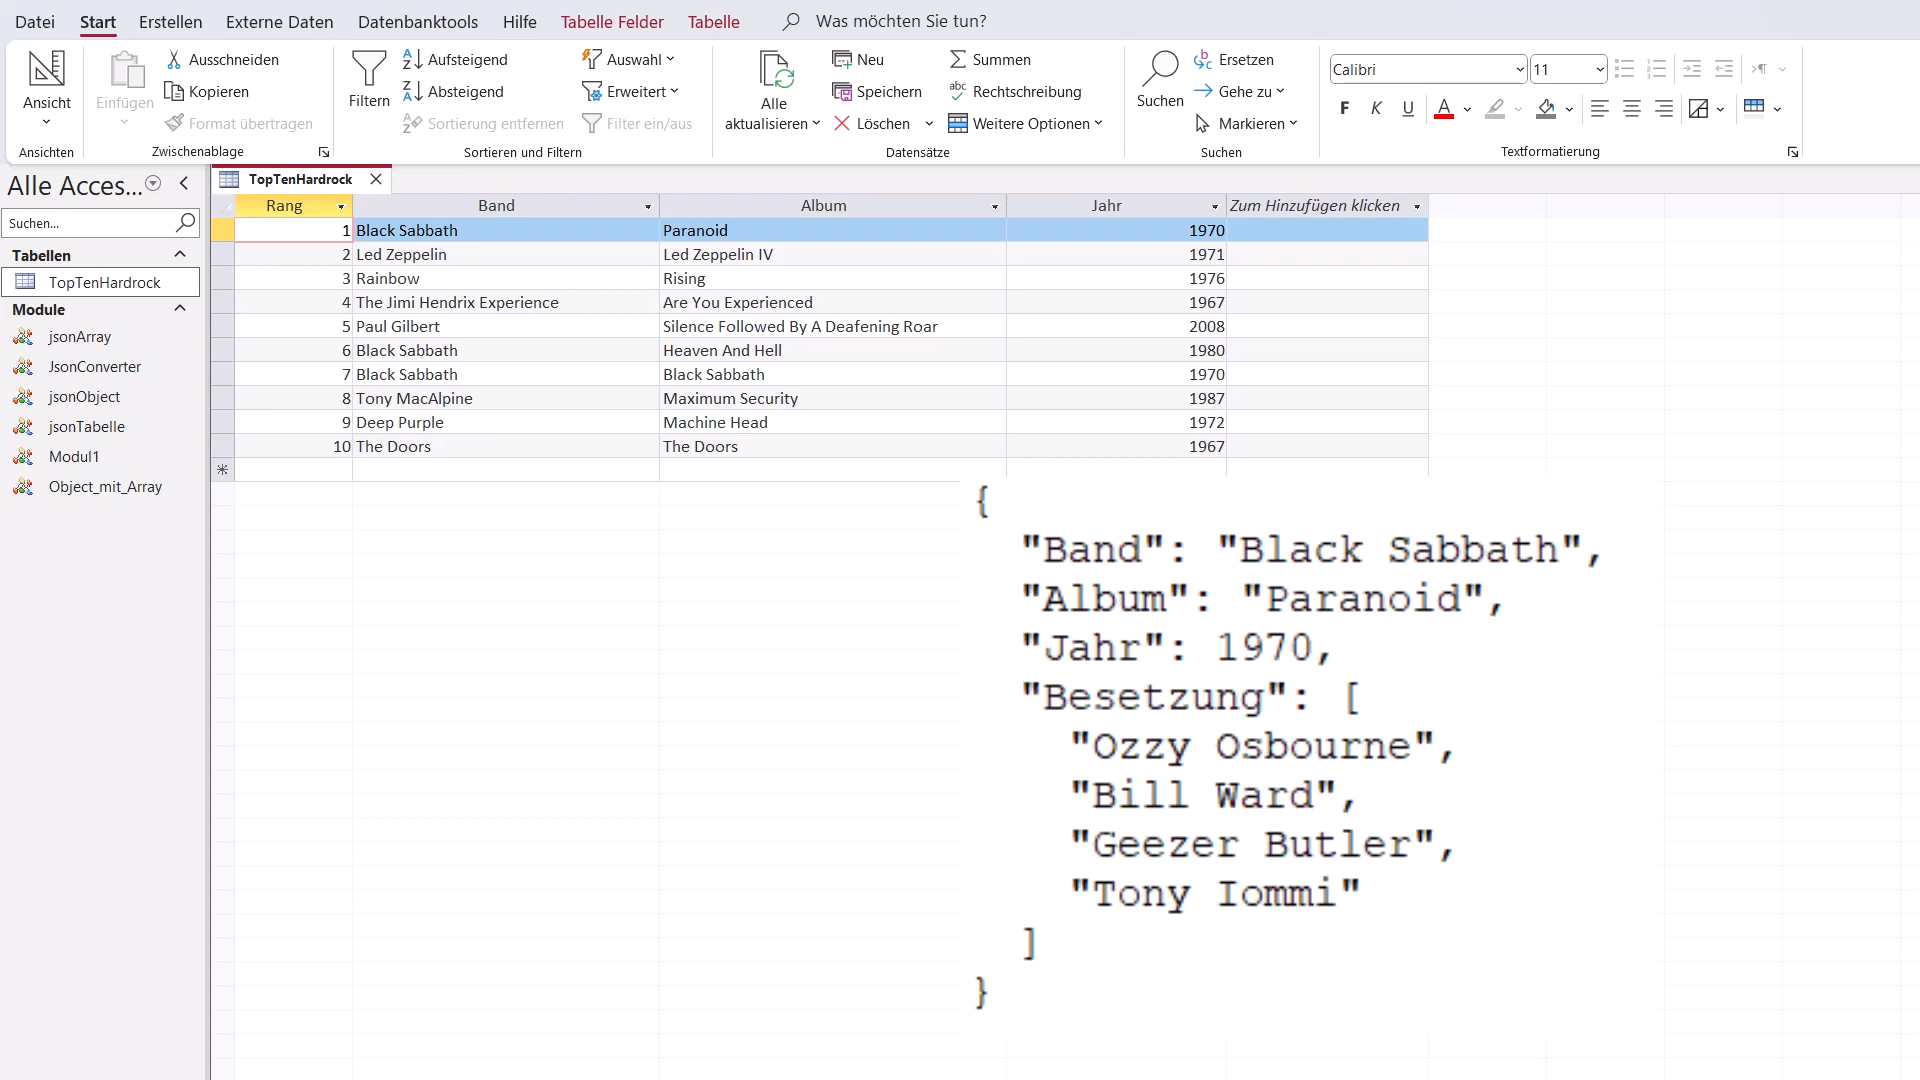 Datei Start Erstellen Externe Daten Datenbanktools Hilfe Tabelle Felder Tabelle Was möchten Sie tun?
Ansicht
Ansichten
Einfügen
Ausschneiden
Kopieren
Format übertragen
Zwischenablage
Filtern
Aufsteigend
Absteigend
Sortierung entfernen
Auswahl
Erweitert
Filter ein/aus
Sortieren und Filtern
Alle
aktualisieren
Neu
Speichern
Löschen
Summen
Rechtschreibung
Weitere Optionen
Datensätze
Suchen
Ersetzen
Gehe zu
Markieren
Suchen
Calibri 11
F K U A
Textformatierung
Alle Acces...
Suchen...
Tabellen
TopTenHardrock
Module
jsonArray
JsonConverter
jsonObject
jsonTabelle
Modul1
Object_mit_Array
TopTenHardrock
Rang Band Album Jahr Zum Hinzufügen klicken
1 Black Sabbath Paranoid 1970
2 Led Zeppelin Led Zeppelin IV 1971
3 Rainbow Rising 1976
4 The Jimi Hendrix Experience Are You Experienced 1967
5 Paul Gilbert Silence Followed By A Deafening Roar 2008
6 Black Sabbath Heaven And Hell 1980
7 Black Sabbath Black Sabbath 1970
8 Tony MacAlpine Maximum Security 1987
9 Deep Purple Machine Head 1972
10 The Doors The Doors 1967
{
"Band": "Black Sabbath",
"Album": "Paranoid",
"Jahr": 1970,
"Besetzung": [
"Ozzy Osbourne",
"Bill Ward",
"Geezer Butler",
"Tony Iommi"
]
}